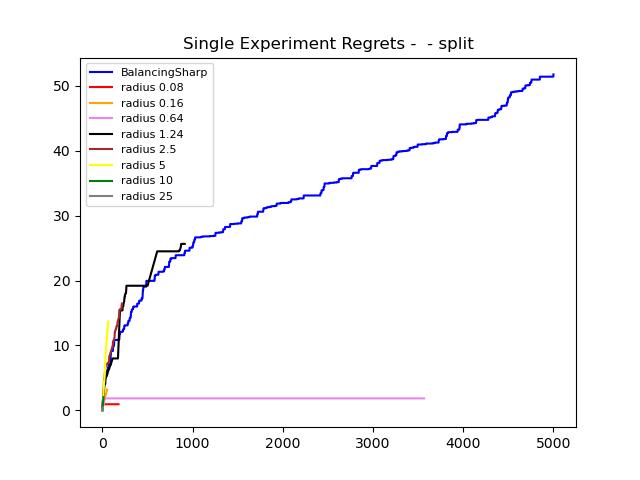 Single Experiment Regrets -  - split
BalancingSharp
radius 0.08
radius 0.16
radius 0.64
radius 1.24
radius 2.5
radius 5
radius 10
radius 25
50
40
30
20
10
0
0 1000 2000 3000 4000 5000